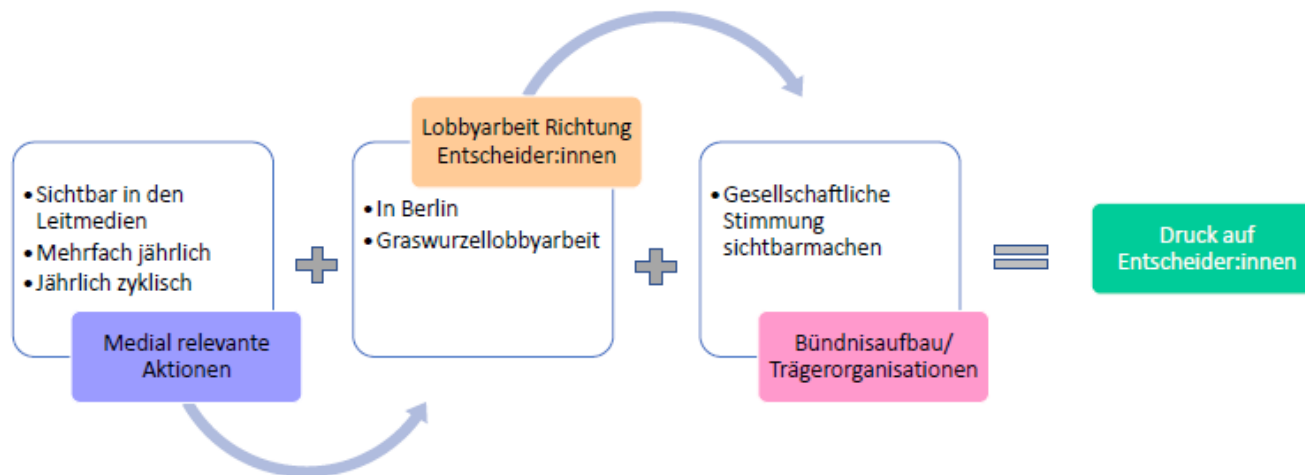 • Sichtbar in den
Leitmedien
• Mehrfach jährlich
• Jährlich zyklisch
Medial relevante
Aktionen
Lobbyarbeit Richtung
Entscheider:innen
• In Berlin
• Graswurzellobbyarbeit
• Gesellschaftliche
Stimmung
sichtbarmachen
Bündnisaufbau/
Trägerorganisationen
Druck auf
Entscheider:innen